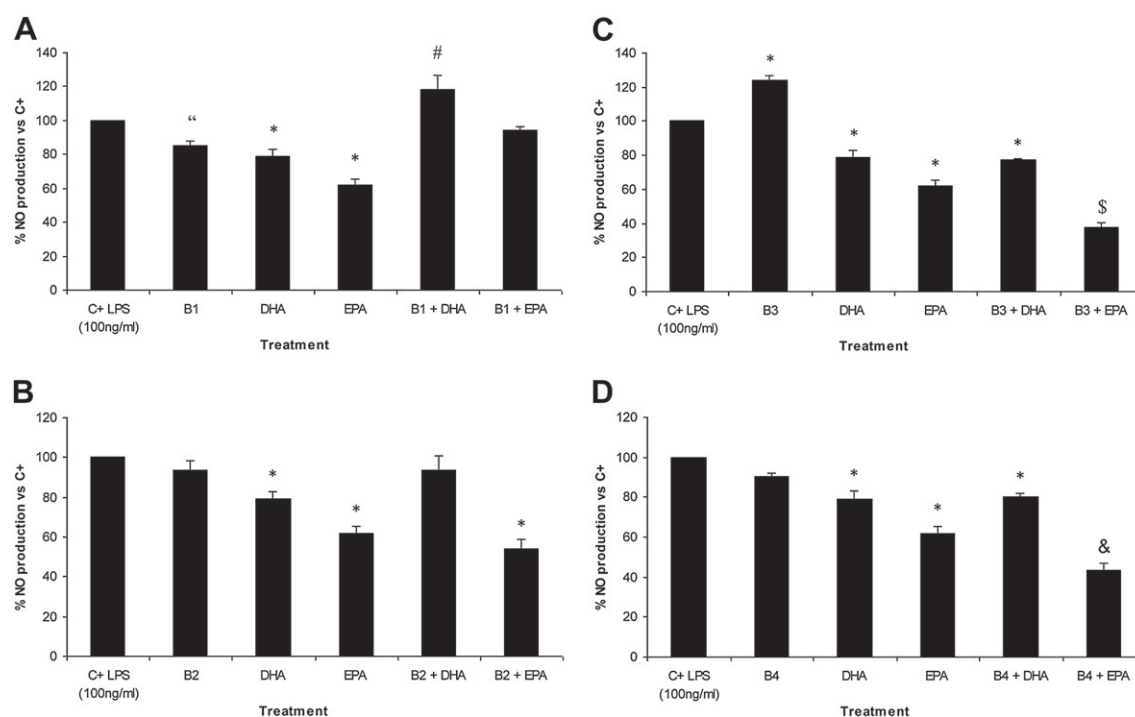 A
% NO production vs C+
140
120
100
80
60
40
20
0
“
*
*
#
C+ LPS
(100ng/ml)
B1
DHA
EPA
B1 + DHA
B1 + EPA
Treatment
B
% NO production vs C+
120
100
80
60
40
20
0
*
*
*
C+ LPS
(100ng/ml)
B2
DHA
EPA
B2 + DHA
B2 + EPA
Treatment
C
% NO production vs C+
140
120
100
80
60
40
20
0
*
*
*
*
$
C+ LPS
(100ng/ml)
B3
DHA
EPA
B3 + DHA
B3 + EPA
Treatment
D
% NO production vs C+
120
100
80
60
40
20
0
*
*
*
&
C+ LPS
(100ng/ml)
B4
DHA
EPA
B4 + DHA
B4 + EPA
Treatment